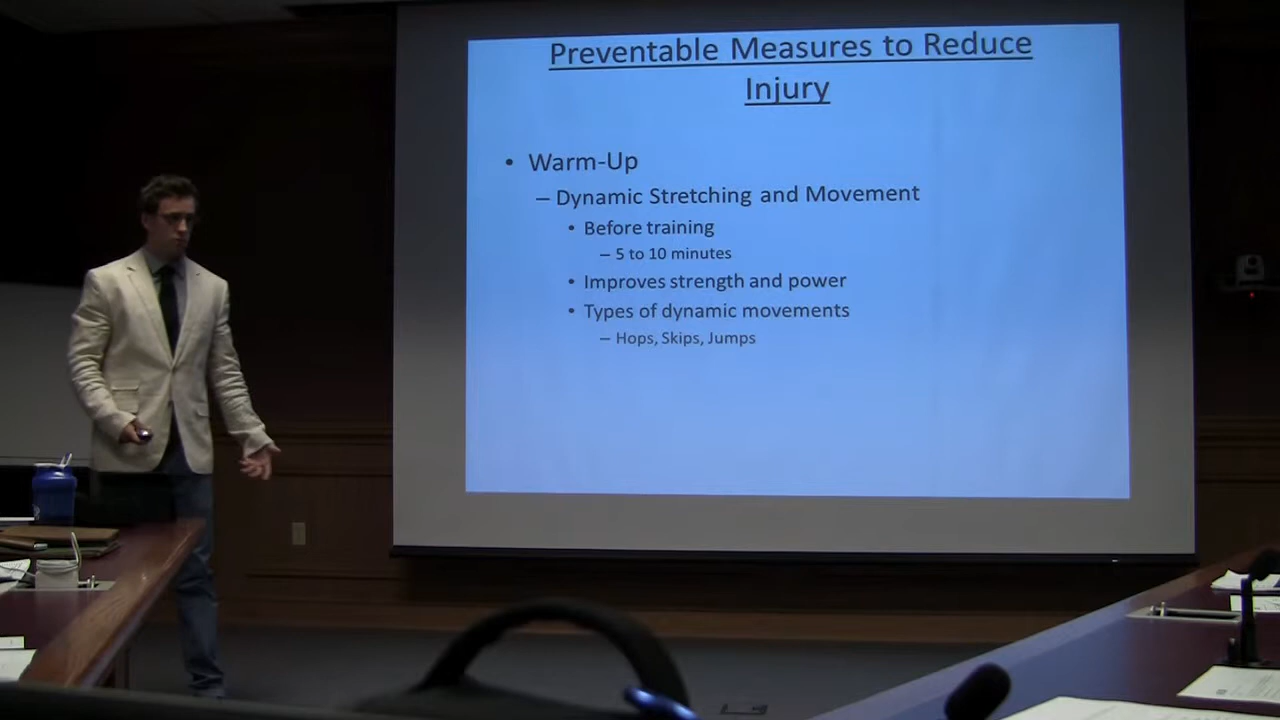 Preventable Measures to Reduce
Injury
• Warm-Up
– Dynamic Stretching and Movement
• Before training
– 5 to 10 minutes
• Improves strength and power
• Types of dynamic movements
– Hops, Skips, Jumps